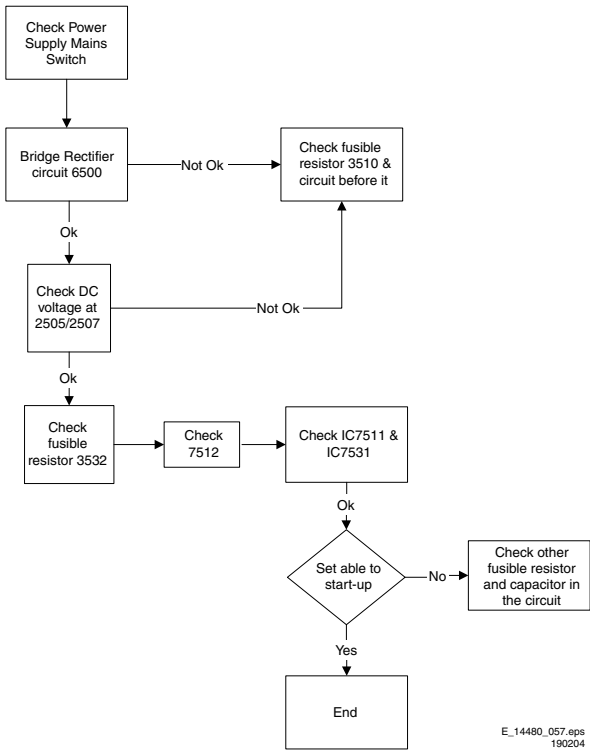 Check Power
Supply Mains
Switch
Bridge Rectifier
circuit 6500
Not Ok
Check fusible
resistor 3510 &
circuit before it
Ok
Check DC
voltage at
2505/2507
Not Ok
Ok
Check
fusible
resistor 3532
Check
7512
Check IC7511 &
IC7531
Ok
Set able to
start-up
No
Check other
fusible resistor
and capacitor in
the circuit
Yes
End
E_14480_057.eps
190204